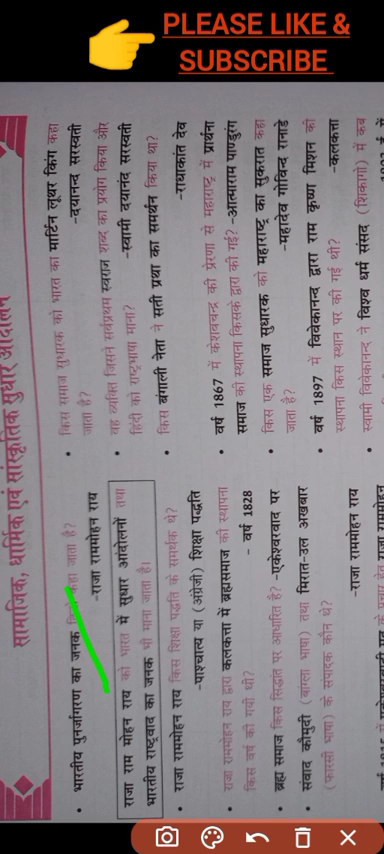 PLEASE LIKE &
SUBSCRIBE
सामाजिक, धार्मिक एवं सांस्कृतिक सुधार आंदोलन
• भारतीय पुनर्जागरण का जनक किसे कहा जाता है?
-राजा राममोहन राय
राजा राम मोहन राय को भारत में सुधार आंदोलनों तथा
भारतीय राष्ट्रवाद का जनक भी माना जाता है।
• राजा राममोहन राय किस शिक्षा पद्धति के समर्थक थे?
-पाश्चात्य या (अंग्रेजी) शिक्षा पद्धति
• राजा राममोहन राय द्वारा कलकत्ता में ब्रह्मसमाज की स्थापना
किस वर्ष की गयी थी? - वर्ष 1828
• ब्रह्म समाज किस सिद्धांत पर आधारित है? -एकेश्वरवाद पर
• संवाद कौमुदी (बांग्ला भाषा) तथा मिरात-उल अखबार
(फारसी भाषा) के संपादक कौन थे?
-राजा राममोहन राय
• किस समाज सुधारक को भारत का मार्टिन लूथर किंग कहा
जाता है? -दयानन्द सरस्वती
• वह व्यक्ति जिसने सर्वप्रथम स्वराज शब्द का प्रयोग किया और
हिंदी को राष्ट्रभाषा माना? -स्वामी दयानंद सरस्वती
• किस बंगाली नेता ने सती प्रथा का समर्थन किया था?
-राधाकांत देव
• वर्ष 1867 में केशवचन्द्र की प्रेरणा से महाराष्ट्र में प्रार्थना
समाज की स्थापना किसके द्वारा की गई? -आत्माराम पाण्डुरंग
• किस एक समाज सुधारक को महाराष्ट्र का सुकरात कहा
जाता है? -महादेव गोविन्द रानाडे
• वर्ष 1897 में विवेकानन्द द्वारा राम कृष्ण मिशन की
स्थापना किस स्थान पर की गई थी? -कलकत्ता
• स्वामी विवेकानन्द ने विश्व धर्म संसद (शिकागो) में कब